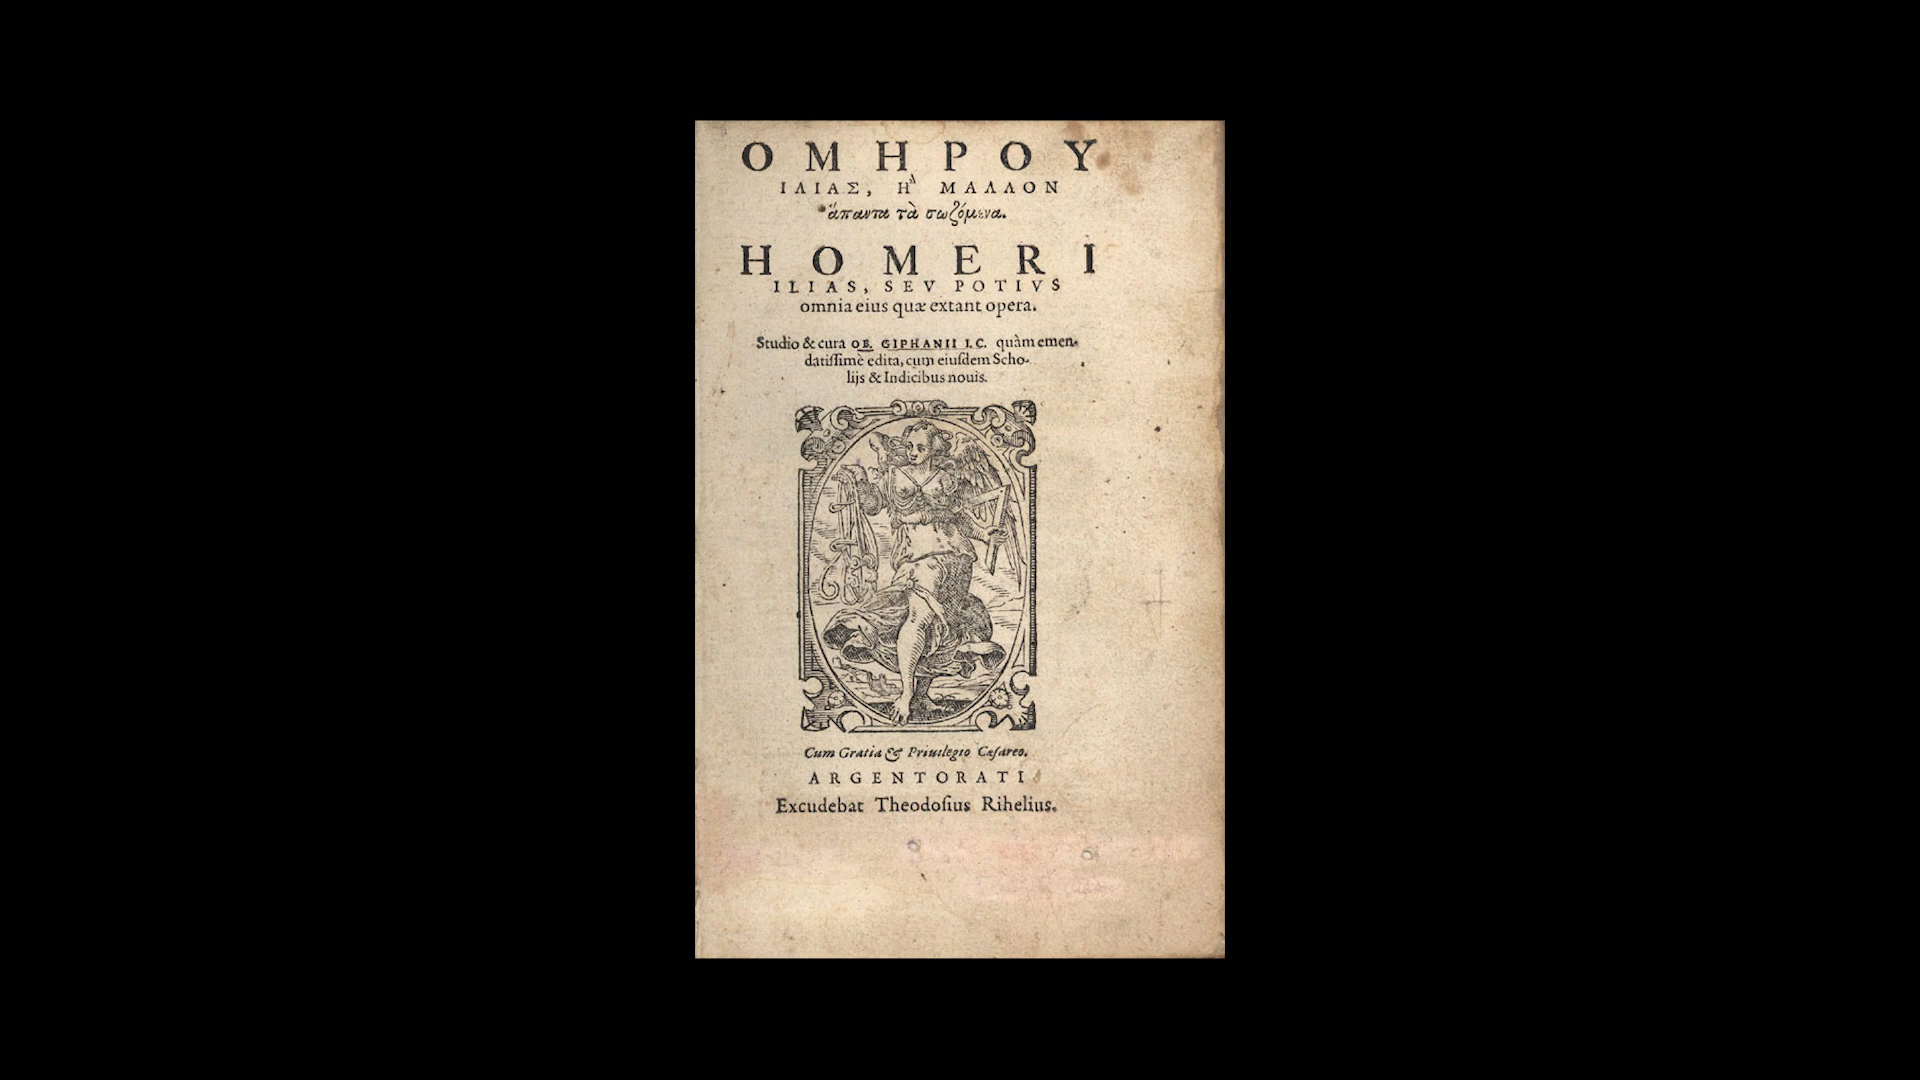 ΟΜΗΡΟΥ
ΙΛΙΑΣ, Ἢ ΜΑΛΛΟΝ
ἅπαντα τὰ σωζόμενα.
HOMERI
ILIAS, SEV POTIVS
omnia eius quæ extant opera.
Studio & cura OB. GIPHANII I.C. quàm emen-
datiſſimè edita, cum eiuſdem Scho-
lijs & Indicibus nouis.
Cum Gratia & Priuilegio Cæſareo.
ARGENTORATI
Excudebat Theodoſius Rihelius.